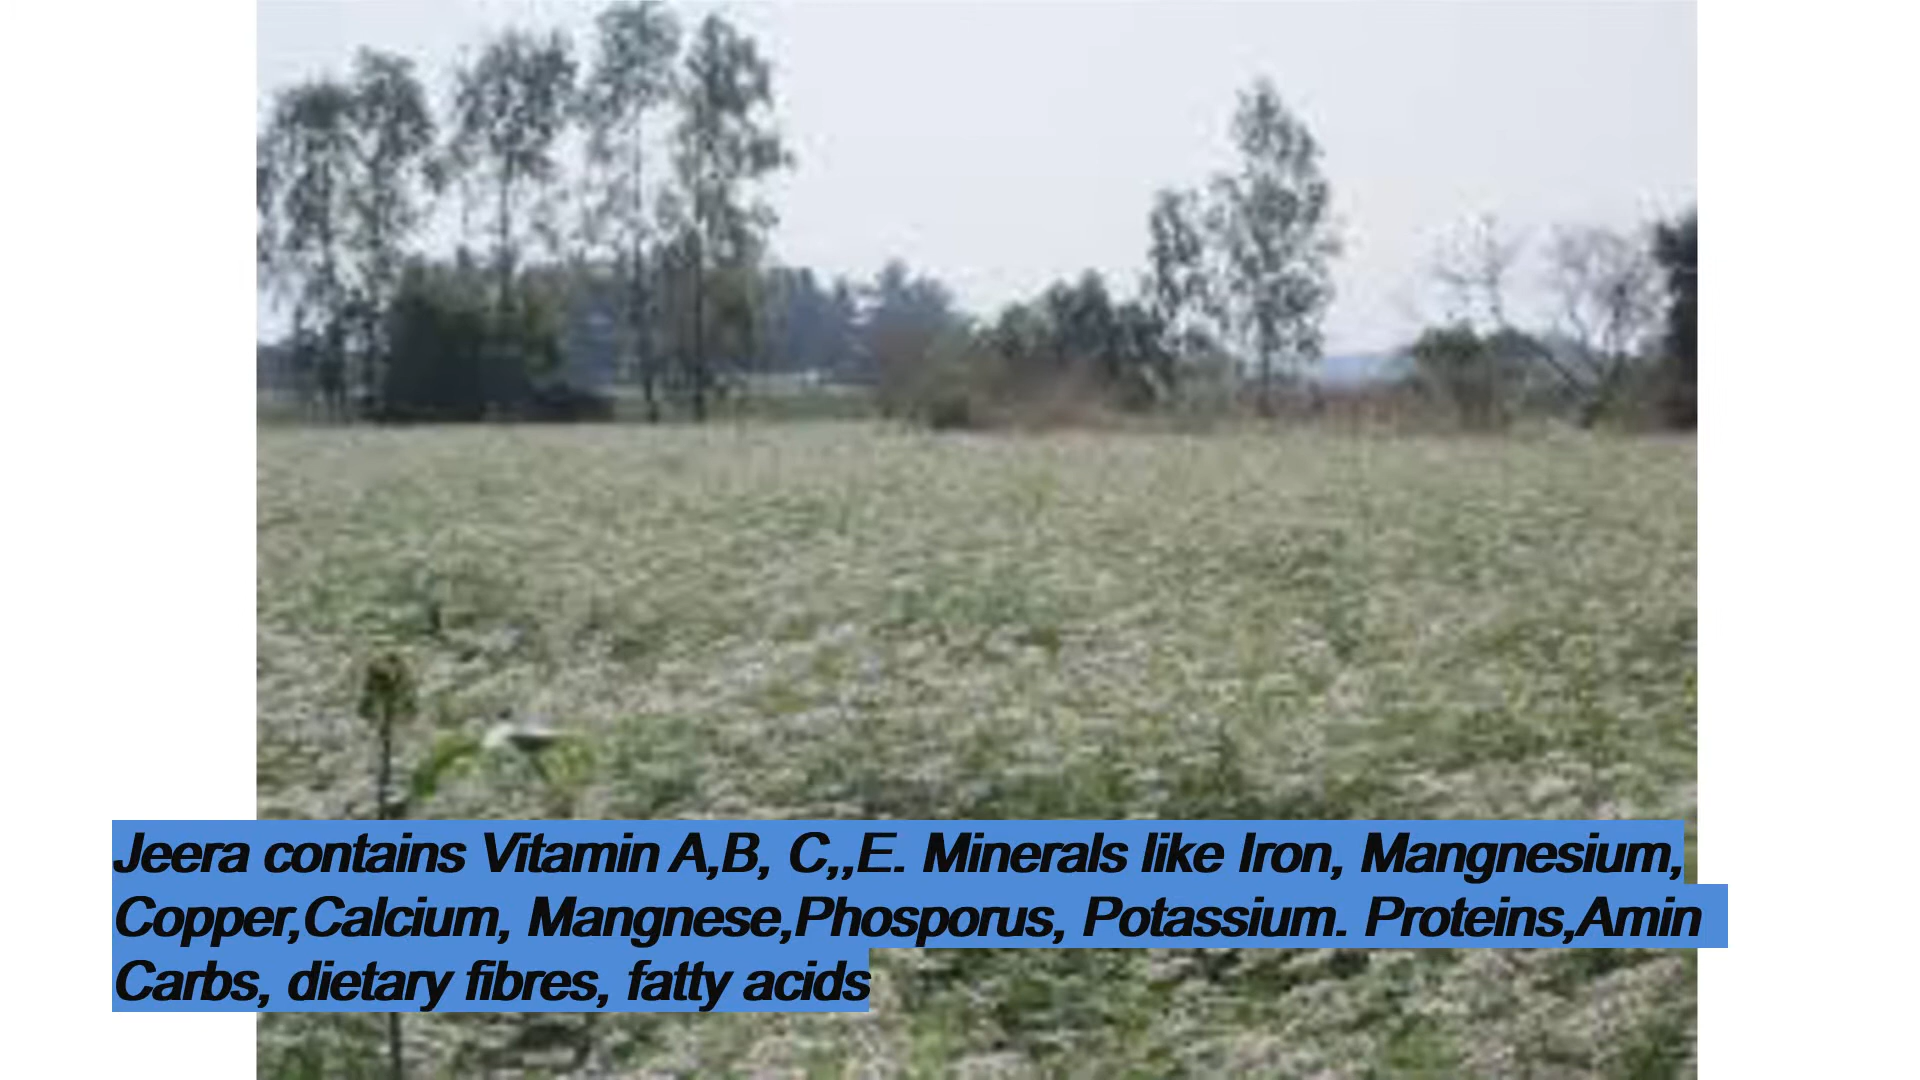 Jeera contains Vitamin A,B, C,,E. Minerals like Iron, Mangnesium,
Copper,Calcium, Mangnese,Phosporus, Potassium. Proteins,Amin
Carbs, dietary fibres, fatty acids